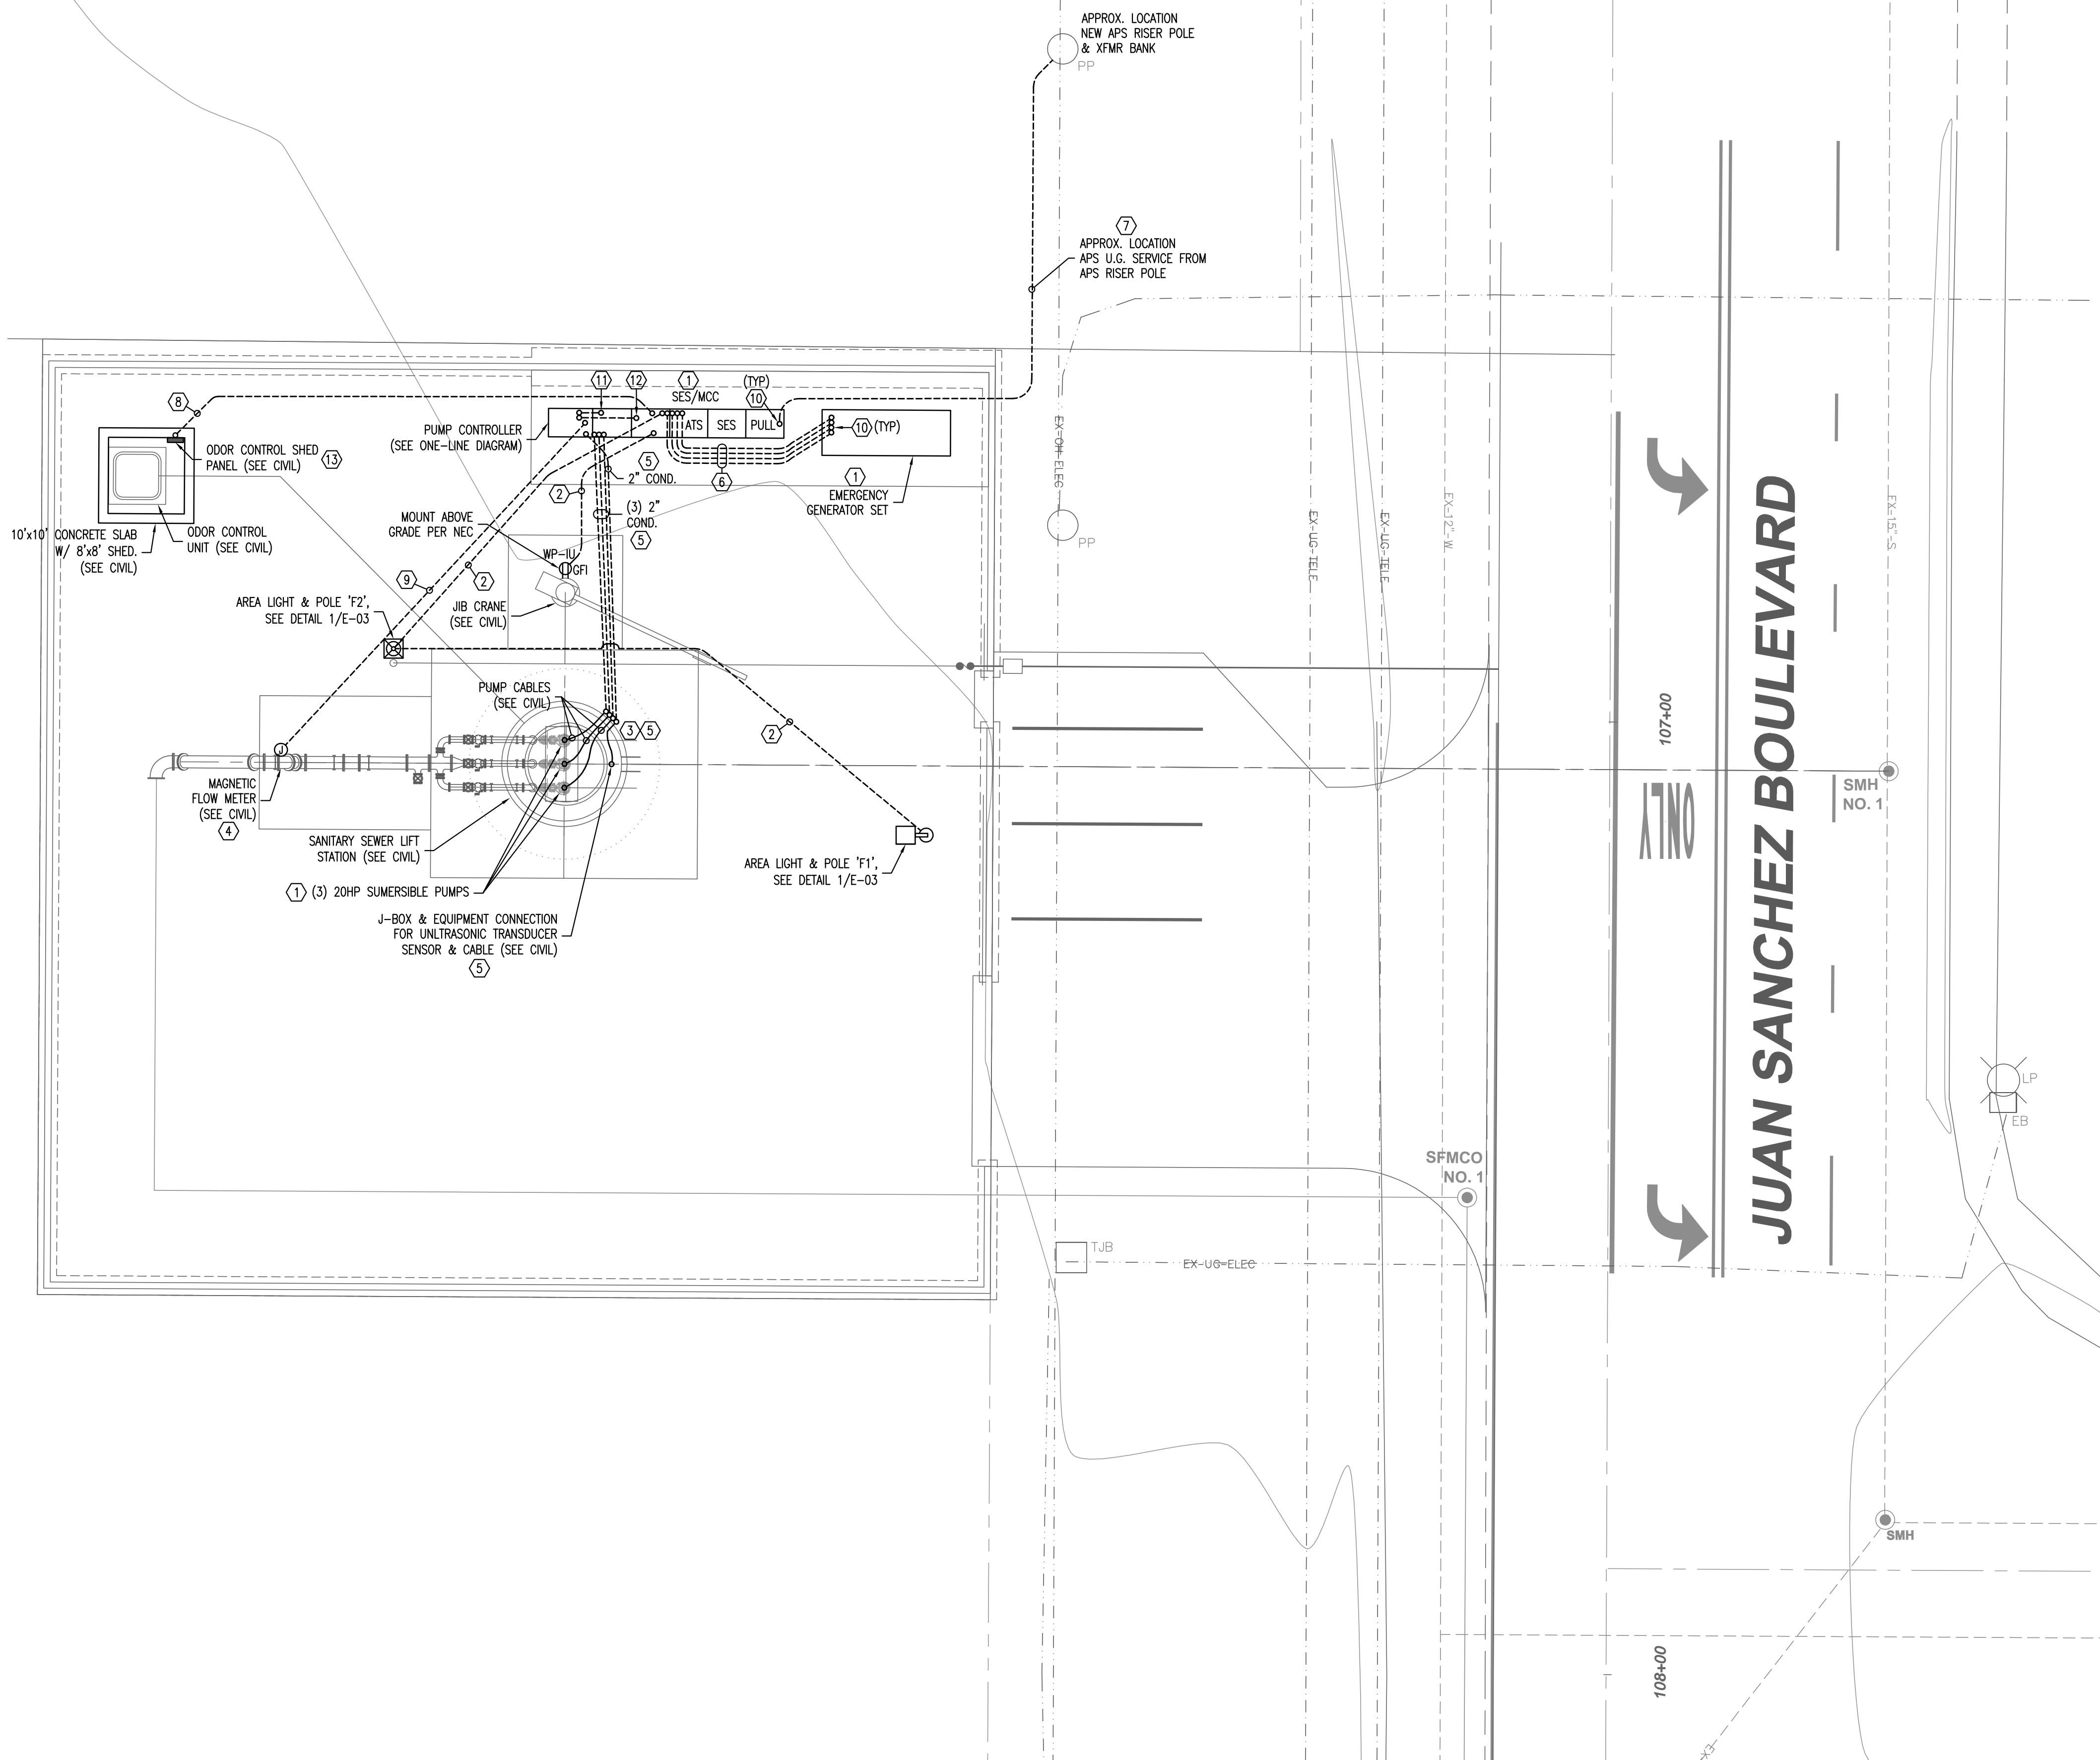 APPROX. LOCATION
NEW APS RISER POLE
& XFMR BANK
PP
7
APPROX. LOCATION
APS U.G. SERVICE FROM
APS RISER POLE
8
11
12
1
SES/MCC
(TYP)
10
ATS
SES
PULL
10
(TYP)
PUMP CONTROLLER
(SEE ONE-LINE DIAGRAM)
ODOR CONTROL SHED
PANEL (SEE CIVIL)
13
5
2" COND.
6
1
EMERGENCY
GENERATOR SET
2
(3) 2"
COND.
5
MOUNT ABOVE
GRADE PER NEC
10'x10' CONCRETE SLAB
W/ 8'x8' SHED.
(SEE CIVIL)
ODOR CONTROL
UNIT (SEE CIVIL)
WP-IU
GFI
9
2
AREA LIGHT & POLE 'F2',
SEE DETAIL 1/E-03
JIB CRANE
(SEE CIVIL)
PUMP CABLES
(SEE CIVIL)
3
5
2
J
MAGNETIC
FLOW METER
(SEE CIVIL)
4
SANITARY SEWER LIFT
STATION (SEE CIVIL)
1
(3) 20HP SUMERSIBLE PUMPS
AREA LIGHT & POLE 'F1',
SEE DETAIL 1/E-03
J-BOX & EQUIPMENT CONNECTION
FOR UNLTRASONIC TRANSDUCER
SENSOR & CABLE (SEE CIVIL)
5
EX-OH-ELEC
PP
EX-UG-TELE
EX-UG-TELE
EX-12"-W
EX-15"-S
107+00
ONLY
JUAN SANCHEZ BOULEVARD
SMH
NO. 1
LP
EB
SFMCO
NO. 1
TJB
EX-UG-ELEC
SMH
108+00
EX